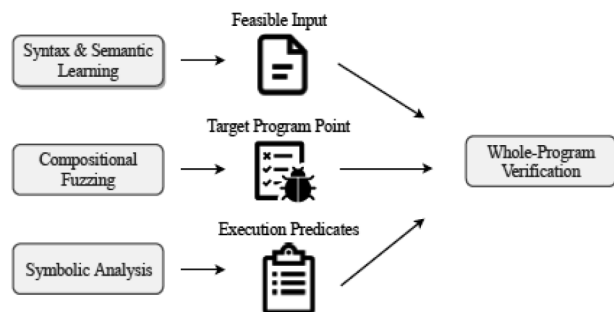 Feasible Input
Syntax & Semantic
Learning
Target Program Point
Compositional
Fuzzing
Whole-Program
Verification
Execution Predicates
Symbolic Analysis